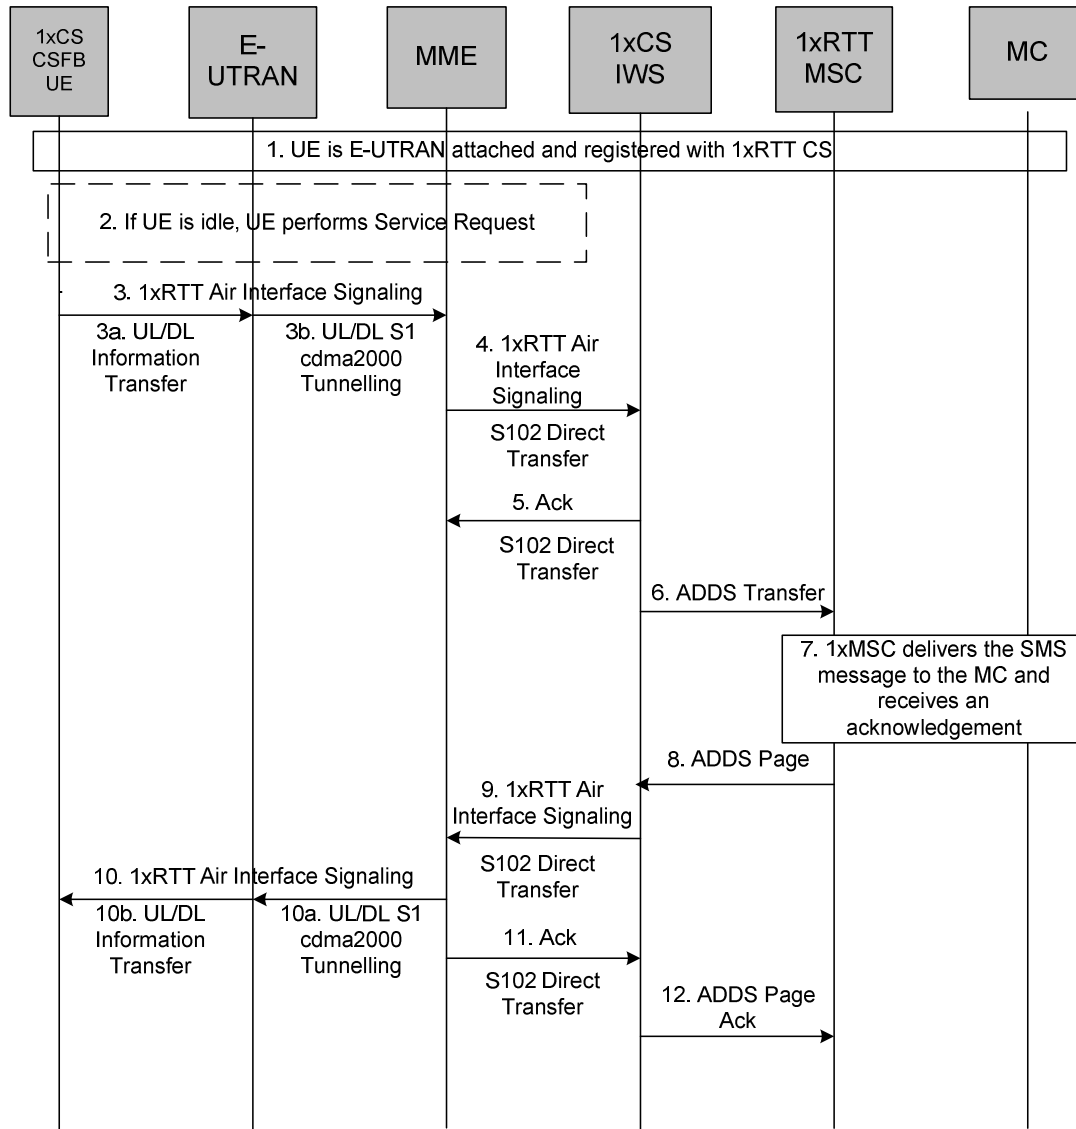 1xCS
CSFB
UE
E-
UTRAN
MME
1xCS
IWS
1xRTT
MSC
MC
1. UE is E-UTRAN attached and registered with 1xRTT CS
2. If UE is idle, UE performs Service Request
3. 1xRTT Air Interface Signaling
3a. UL/DL
Information
Transfer
3b. UL/DL S1
cdma2000
Tunnelling
4. 1xRTT Air
Interface
Signaling
S102 Direct
Transfer
5. Ack
S102 Direct
Transfer
6. ADDS Transfer
7. 1xMSC delivers the SMS
message to the MC and
receives an
acknowledgement
8. ADDS Page
9. 1xRTT Air
Interface Signaling
S102 Direct
Transfer
10. 1xRTT Air Interface Signaling
10b. UL/DL
Information
Transfer
10a. UL/DL S1
cdma2000
Tunnelling
11. Ack
S102 Direct
Transfer
12. ADDS Page
Ack